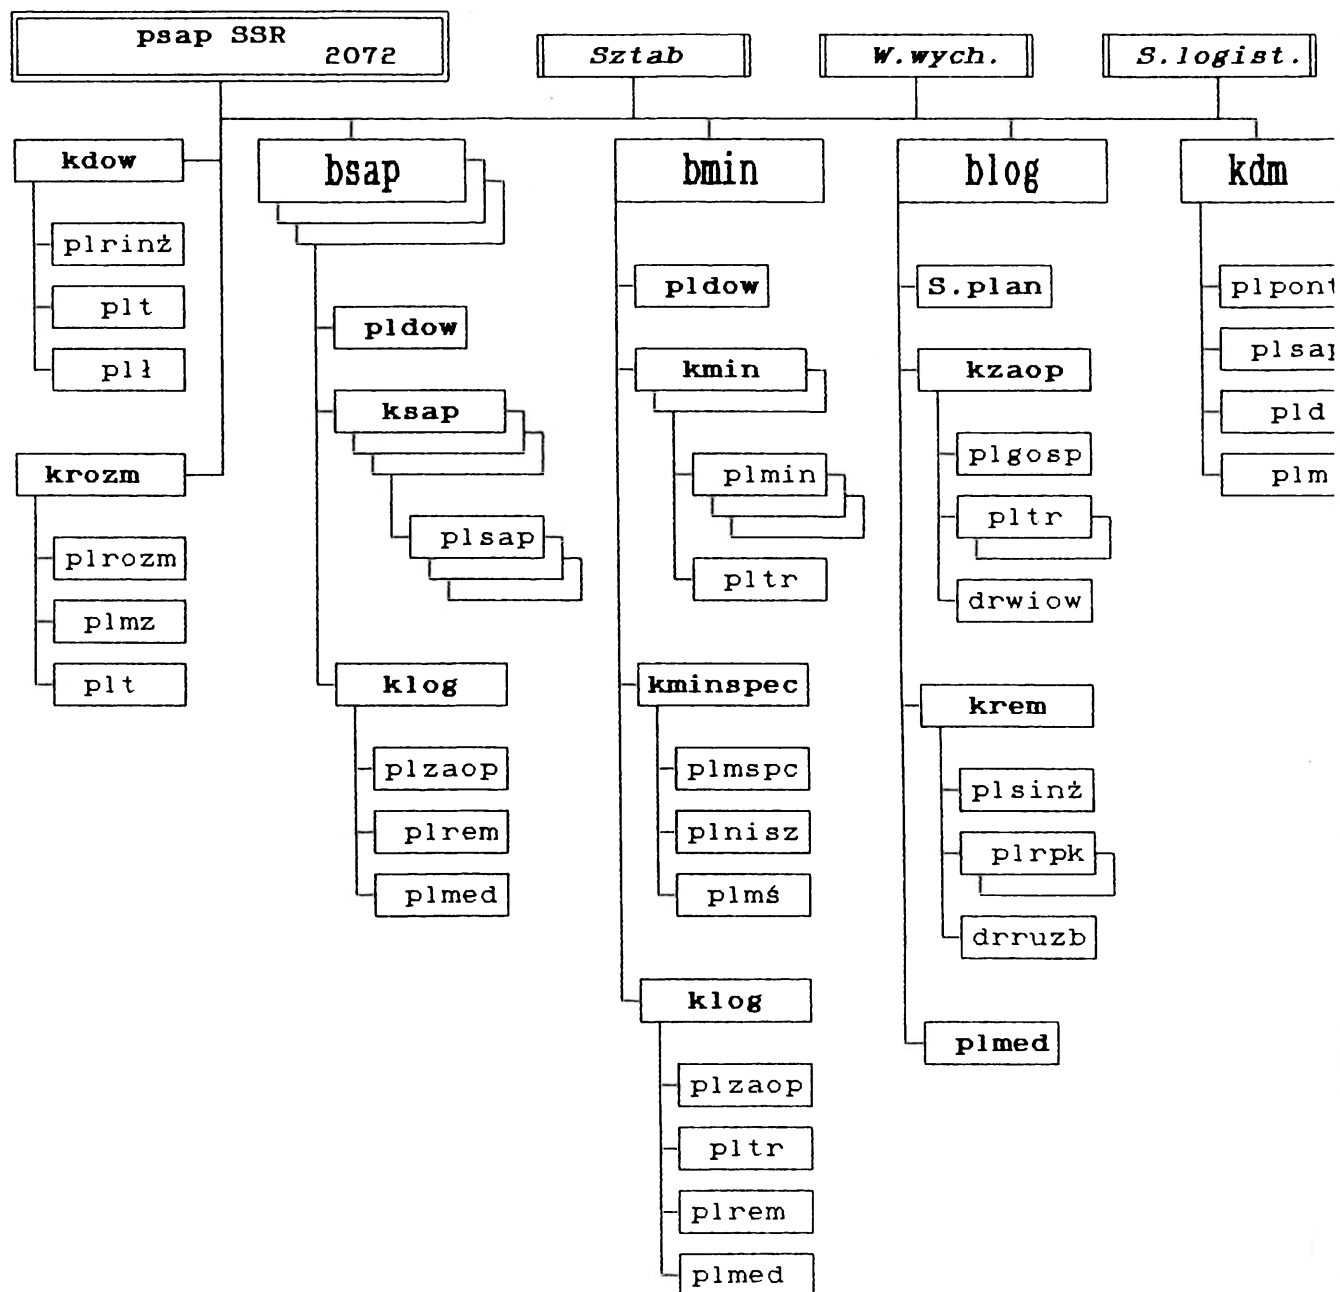 psap SSR
2072
Sztab
W.wych.
S.logist.
kdow
plrinż
plt
plł
krozm
plrozm
plmz
plt
bsap
pldow
ksap
plsap
klog
plzaop
plrem
plmed
bmin
pldow
kmin
plmin
pltr
kminspec
plmspc
plnisz
plmś
klog
plzaop
pltr
plrem
plmed
blog
S.plan
kzaop
plgosp
pltr
drwiow
krem
plsinż
plrpk
drruzb
plmed
kdm
plpont
plsap
pld
plm